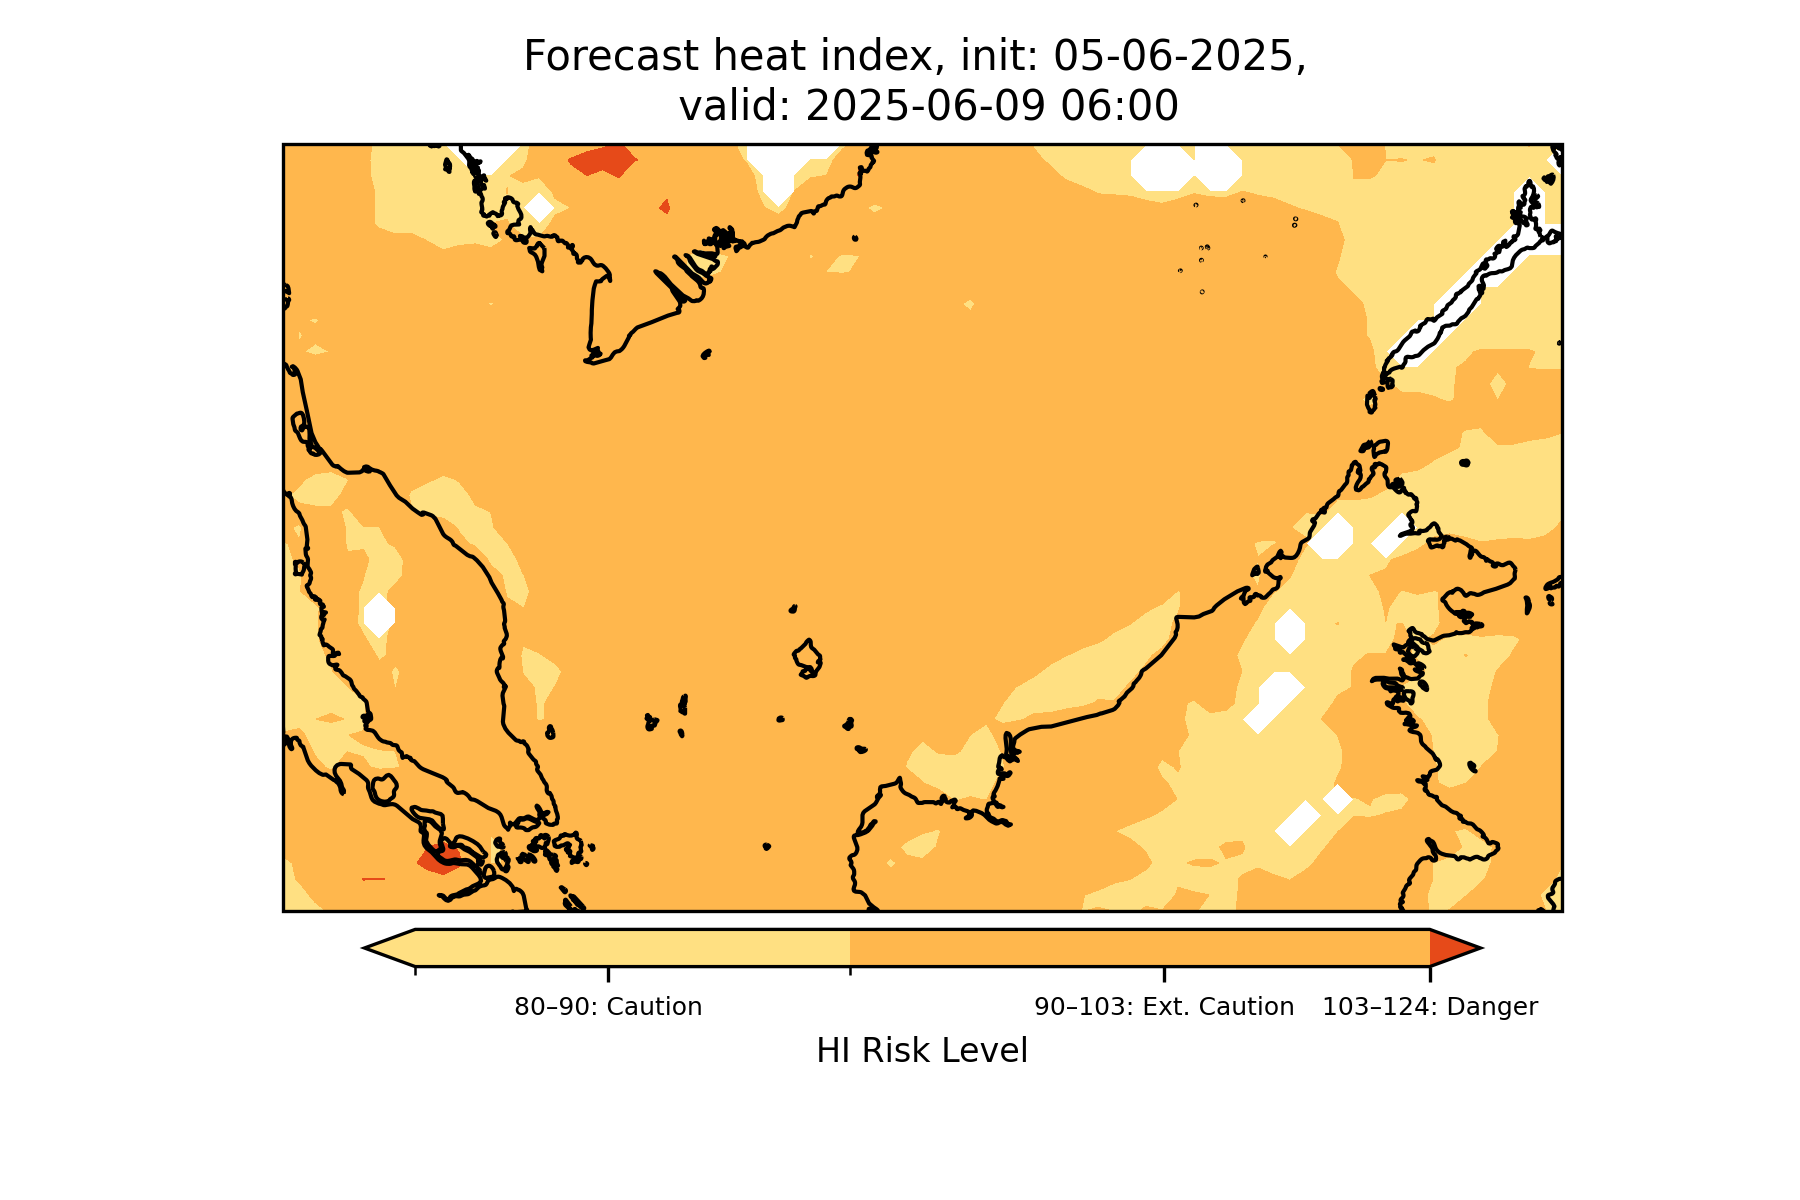 Forecast heat index, init: 05-06-2025,
valid: 2025-06-09 06:00
80–90: Caution
90–103: Ext. Caution
103–124: Danger
HI Risk Level